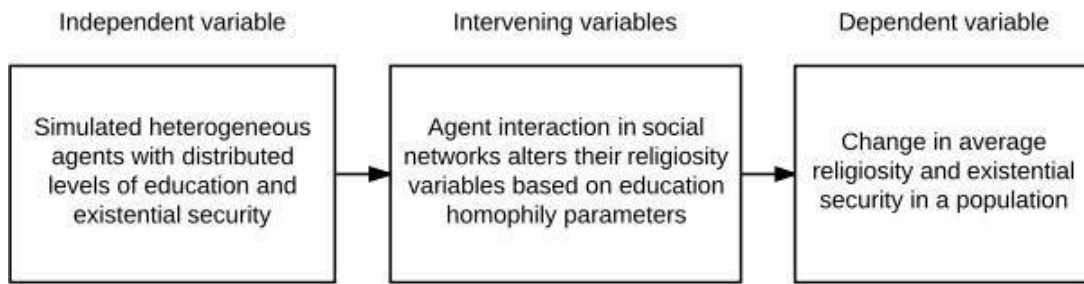 Independent variable
Intervening variables
Dependent variable
Simulated heterogeneous
agents with distributed
levels of education and
existential security
Agent interaction in social
networks alters their religiosity
variables based on education
homophily parameters
Change in average
religiosity and existential
security in a population